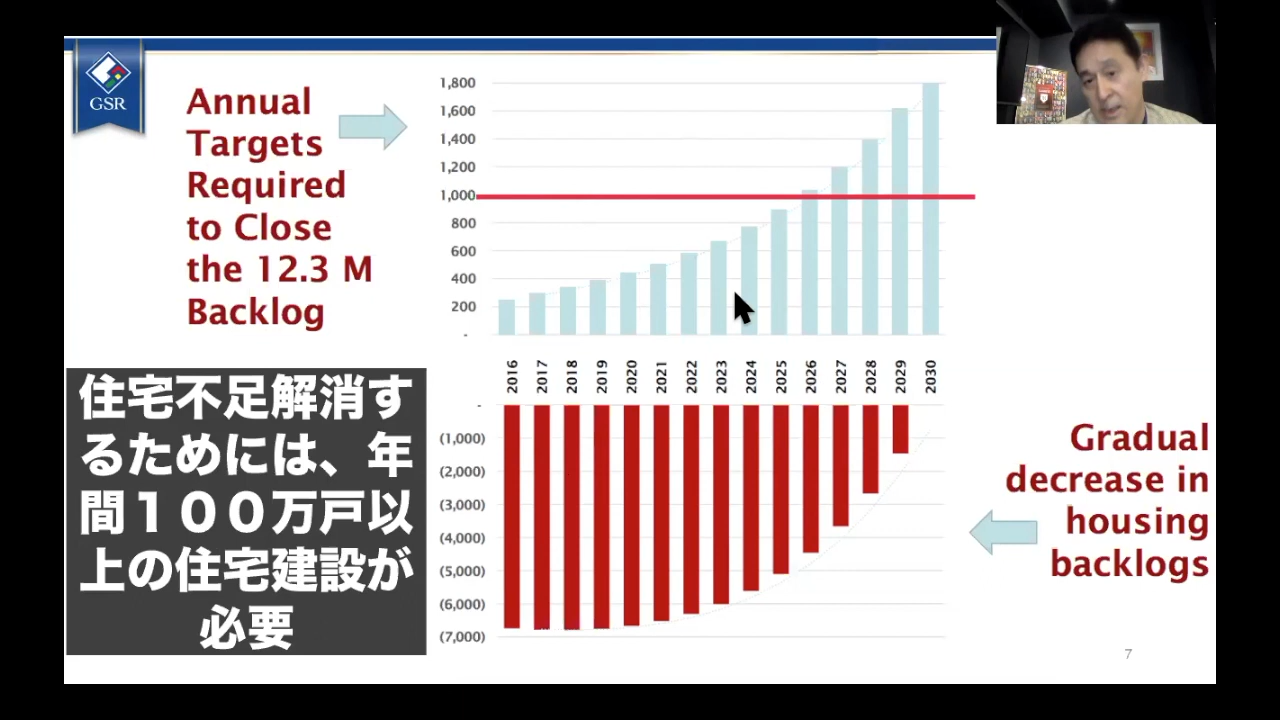 GSR
Annual
Targets
Required
to Close
the 12.3 M
Backlog
1,800
1,600
1,400
1,200
1,000
800
600
400
200
-
2016
2017
2018
2019
2020
2021
2022
2023
2024
2025
2026
2027
2028
2029
2030
-
(1,000)
(2,000)
(3,000)
(4,000)
(5,000)
(6,000)
(7,000)
Gradual
decrease in
housing
backlogs
住宅不足解消す
るためには、年
間１００万戸以
上の住宅建設が
必要
7